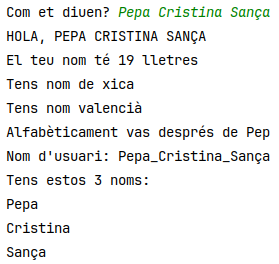 Com et diuen? Pepa Cristina Sança
HOLA, PEPA CRISTINA SANÇA
El teu nom té 19 lletres
Tens nom de xica
Tens nom valencià
Alfabèticament vas després de Pep
Nom d'usuari: Pepa_Cristina_Sança
Tens estos 3 noms:
Pepa
Cristina
Sança